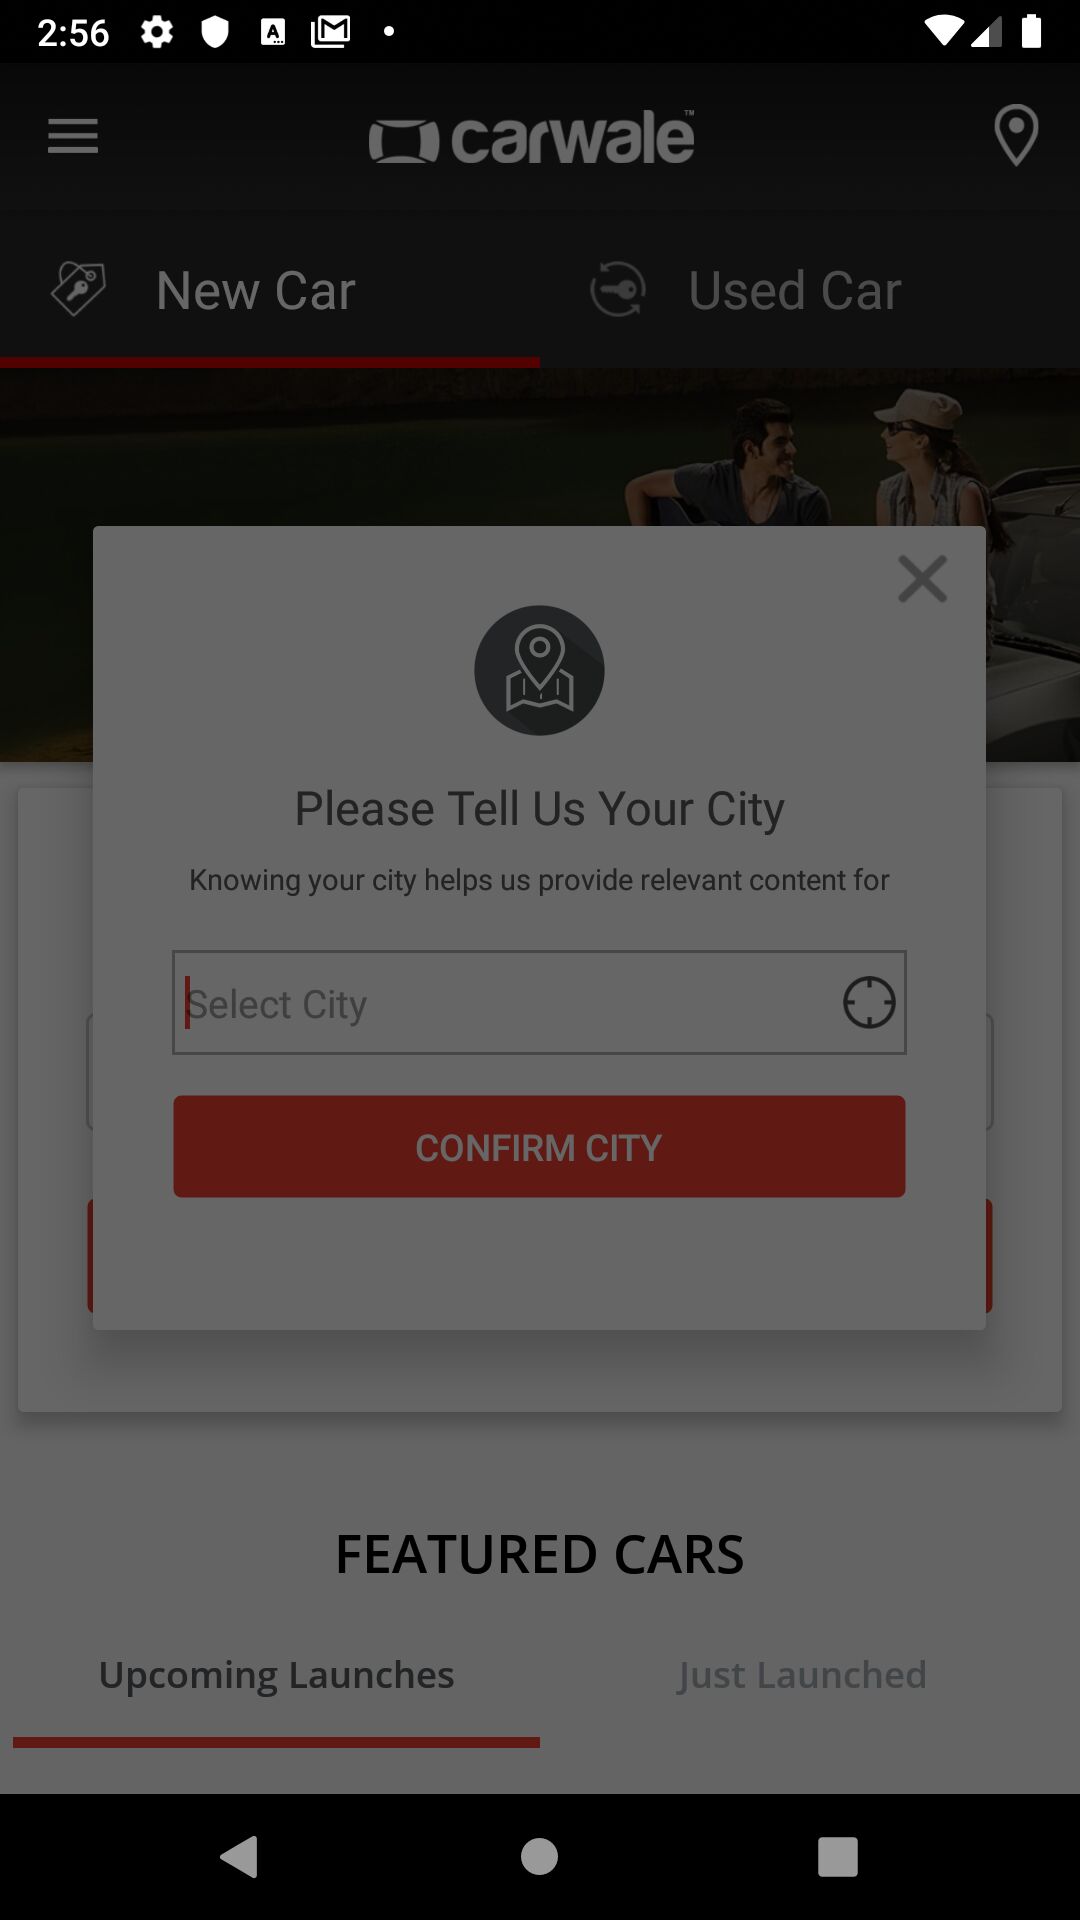 2:56
carwale™
New Car
Used Car
Please Tell Us Your City
Knowing your city helps us provide relevant content for
Select City
CONFIRM CITY
FEATURED CARS
Upcoming Launches
Just Launched